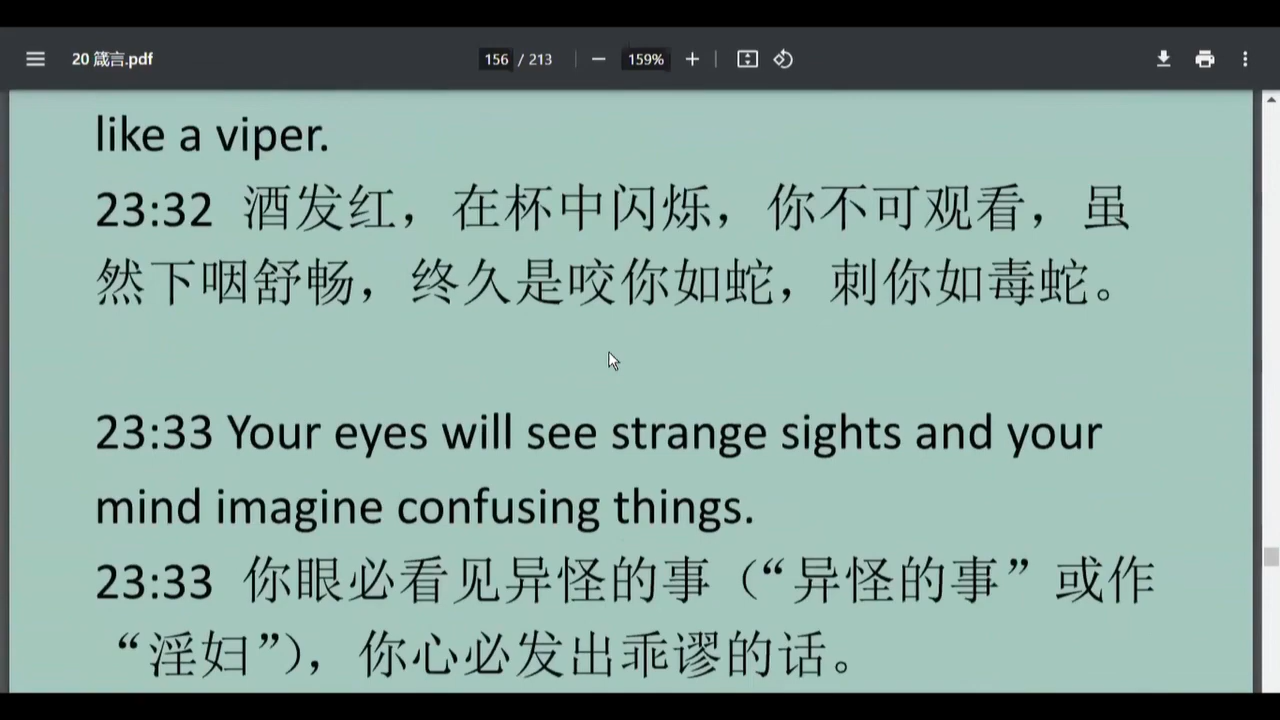 20 箴言.pdf
156 / 213
159%
like a viper.
23:32 酒发红，在杯中闪烁，你不可观看，虽
然下咽舒畅，终久是咬你如蛇，刺你如毒蛇。
23:33 Your eyes will see strange sights and your
mind imagine confusing things.
23:33 你眼必看见异怪的事（“异怪的事”或作
“淫妇”），你心必发出乖谬的话。